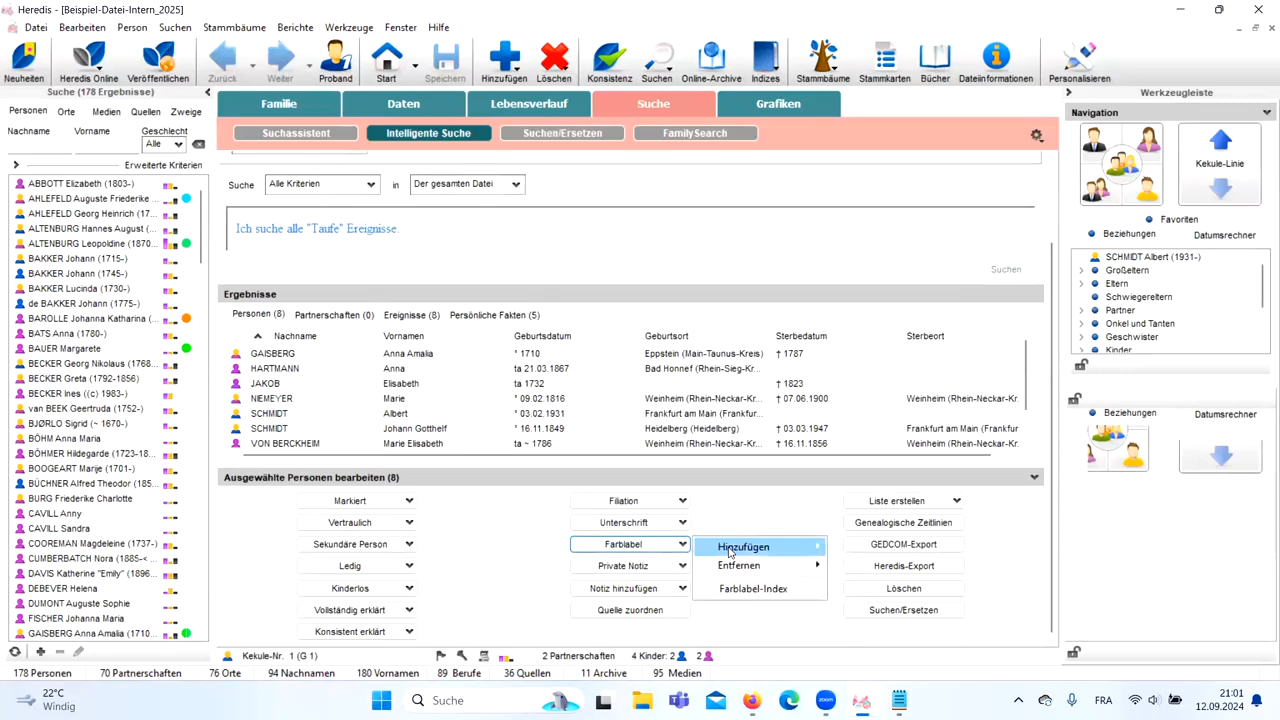 Heredis - [Beispiel-Datei-Intern_2025]
Datei Bearbeiten Person Suchen Stammbäume Berichte Werkzeuge Fenster Hilfe
Neuheiten Heredis Online Veröffentlichen Zurück Weiter Proband Start Speichern Hinzufügen Löschen Konsistenz Suchen Online-Archive Indizes Stammbäume Stammkarten Bücher Dateiinformationen Personalisieren
Suche (178 Ergebnisse)
Personen Orte Medien Quellen Zweige
Nachname Vorname Geschlecht
Alle
Erweiterte Kriterien
ABBOTT Elizabeth (1803-)
AHLEFELD Auguste Friederike ...
AHLEFELD Georg Heinrich (17...
ALTENBURG Hannes August (...
ALTENBURG Leopoldine (1870...
BAKKER Johann (1715-)
BAKKER Johann (1745-)
BAKKER Lucinda (1730-)
de BAKKER Johann (1775-)
BAROLLE Johanna Katharina (...
BATS Anna (1780-)
BAUER Margarete
BECKER Georg Nikolaus (1768...
BECKER Greta (1792-1856)
BECKER Ines ((c) 1983-)
van BEEK Geertruda (1752-)
BJØRLO Sigrid (~ 1670-)
BÖHM Anna Maria
BÖHMER Hildegarde (1723-18...
BOOGEART Marije (1701-)
BÜCHNER Alfred Theodor (185...
BURG Friederike Charlotte
CAVILL Anny
CAVILL Sandra
COOREMAN Magdeleine (1737-)
CUMBERBATCH Nora (1885-<...
DAVIS Katherine "Emily" (1896...
DEBEVER Helena
DUMONT Auguste Sophie
FISCHER Johanna Maria
GAISBERG Anna Amalia (1710...
Familie Daten Lebensverlauf Suche Grafiken
Suchassistent Intelligente Suche Suchen/Ersetzen FamilySearch
Suche Alle Kriterien in Der gesamten Datei
Ich suche alle "Taufe" Ereignisse.
Suchen
Ergebnisse
Personen (8) Partnerschaften (0) Ereignisse (8) Persönliche Fakten (5)
Nachname Vornamen Geburtsdatum Geburtsort Sterbedatum Sterbeort
GAISBERG Anna Amalia ° 1710 Eppstein (Main-Taunus-Kreis) † 1787
HARTMANN Anna ta 21.03.1867 Bad Honnef (Rhein-Sieg-Kr...
JAKOB Elisabeth ta 1732 † 1823
NIEMEYER Marie ° 09.02.1816 Weinheim (Rhein-Neckar-Kr... † 07.06.1900 Weinheim (Rhein-Neckar-Kr.
SCHMIDT Albert ° 03.02.1931 Frankfurt am Main (Frankfur...
SCHMIDT Johann Gotthelf ° 16.11.1849 Heidelberg (Heidelberg) † 03.03.1947 Frankfurt am Main (Frankfur
VON BERCKHEIM Marie Elisabeth ta ~ 1786 Weinheim (Rhein-Neckar-Kr... † 16.11.1856 Weinheim (Rhein-Neckar-Kr.
Ausgewählte Personen bearbeiten (8)
Markiert Filiation Liste erstellen
Vertraulich Unterschrift Genealogische Zeitlinien
Sekundäre Person Farblabel Hinzufügen GEDCOM-Export
Ledig Private Notiz Entfernen Heredis-Export
Kinderlos Notiz hinzufügen Farblabel-Index Löschen
Vollständig erklärt Quelle zuordnen Suchen/Ersetzen
Konsistent erklärt
Kekule-Nr. 1 (G 1) 2 Partnerschaften 4 Kinder: 2 2
178 Personen 70 Partnerschaften 76 Orte 94 Nachnamen 180 Vornamen 89 Berufe 36 Quellen 11 Archive 95 Medien
Werkzeugleiste
Navigation
Kekule-Linie
Favoriten
Beziehungen Datumsrechner
SCHMIDT Albert (1931-)
Großeltern
Eltern
Schwiegereltern
Partner
Onkel und Tanten
Geschwister
Kinder
Beziehungen Datumsrechner
22°C
Windig
Suche
zoom
FRA
21:01
12.09.2024